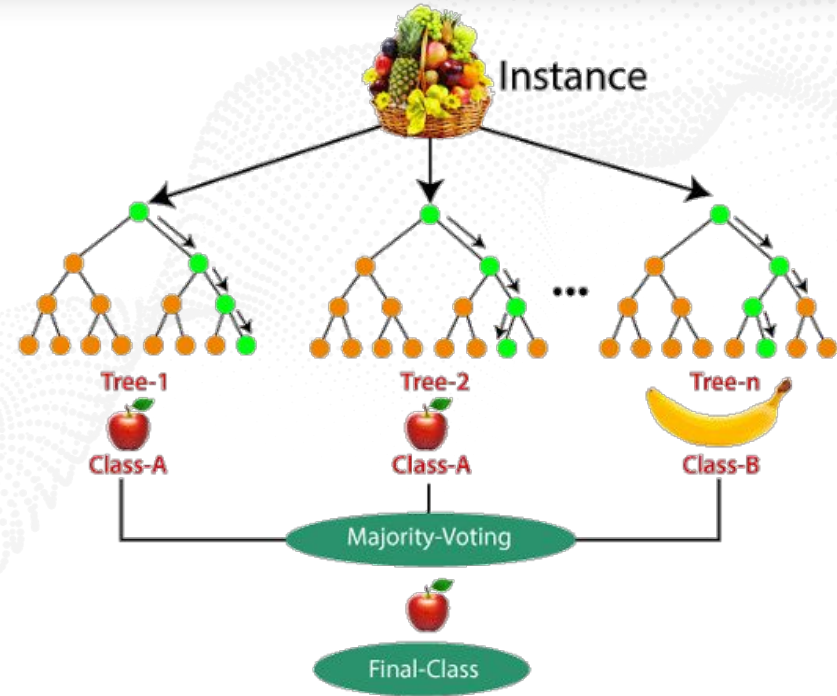 Instance
•••
Tree-1
Tree-2
Tree-n
Class-A
Class-A
Class-B
Majority-Voting
Final-Class